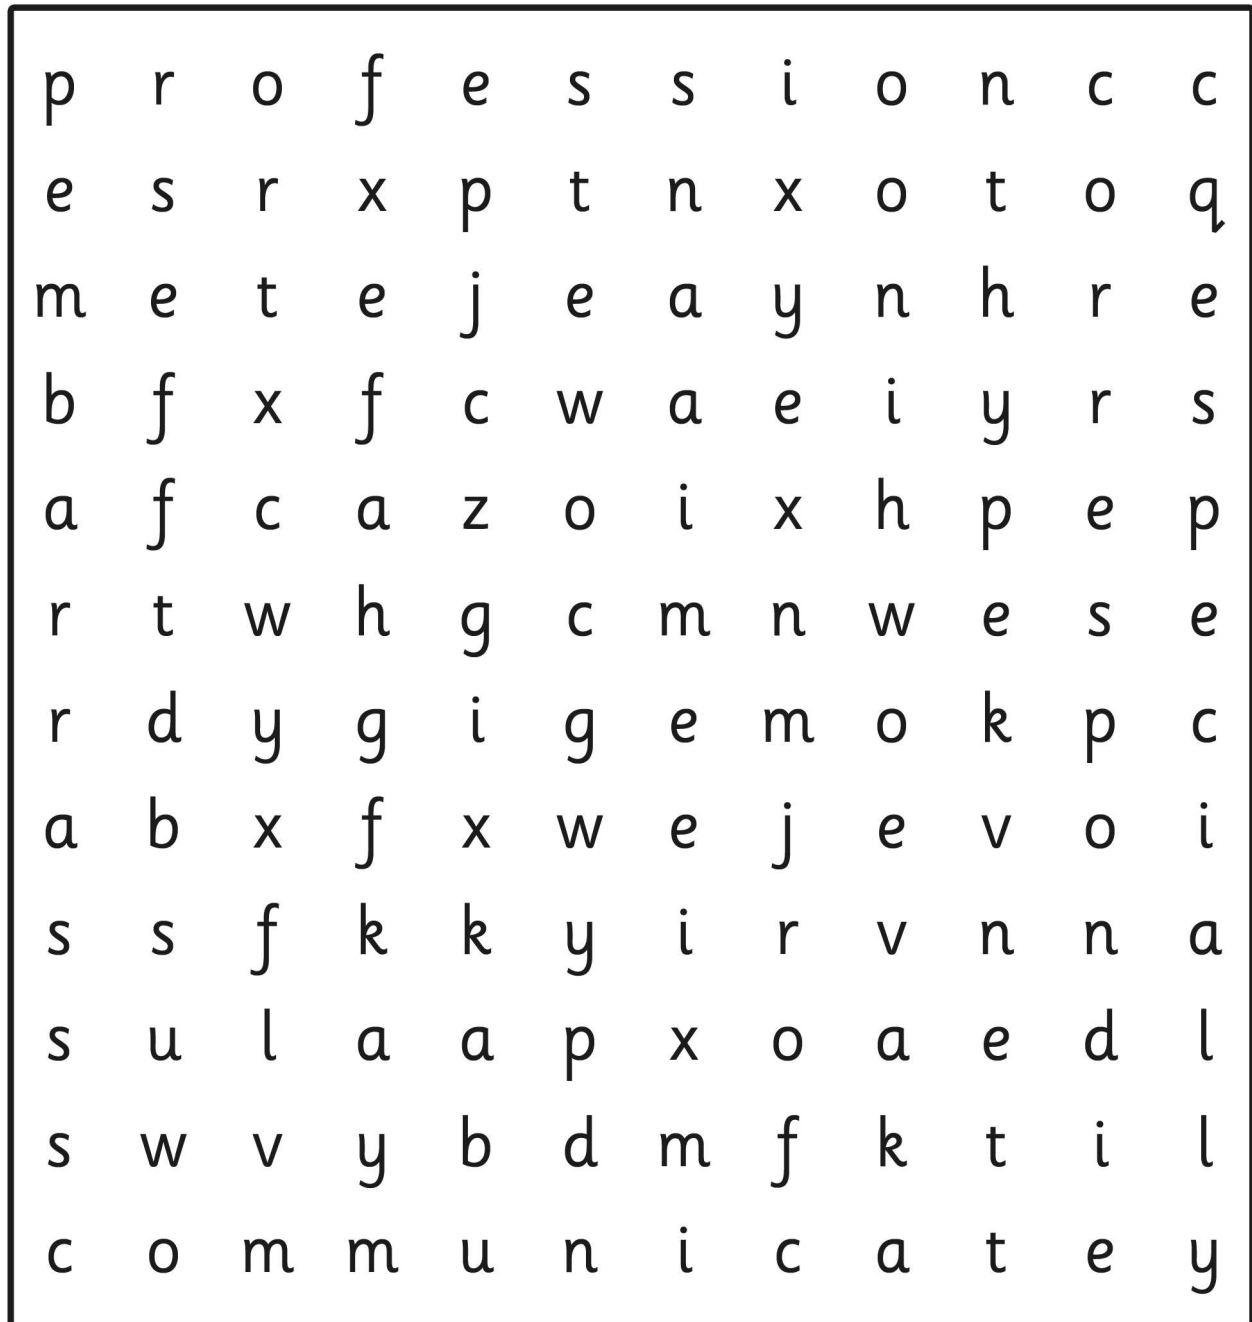 p r o f e s s i o n c c
e s r x p t n x o t o q
m e t e j e a y n h r e
b f x f c w a e i y r s
a f c a z o i x h p e p
r t w h g c m n w e s e
r d y g i g e m o k p c
a b x f x w e j e v o i
s s f k k y i r v n n a
s u l a a p x o a e d l
s w v y b d m f k t i l
c o m m u n i c a t e y